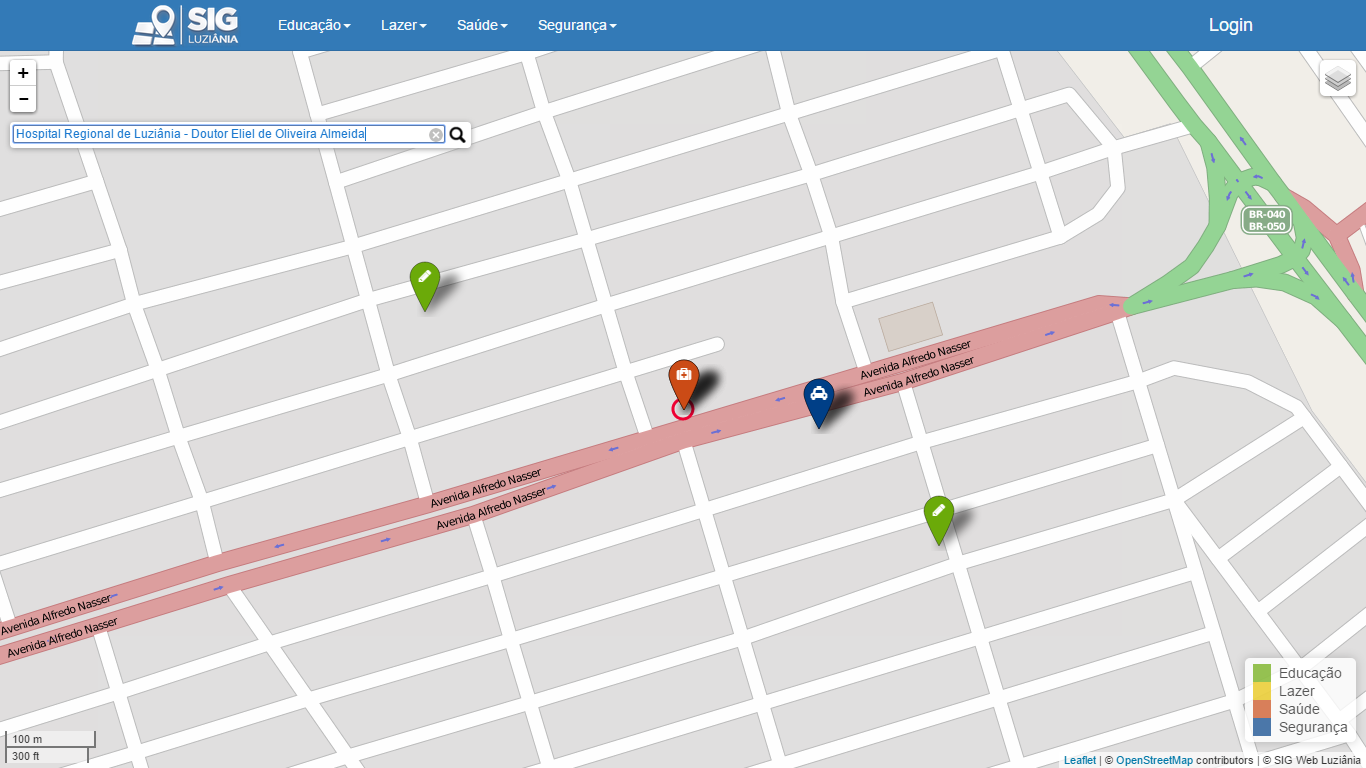 SIG
LUZIÂNIA
Educação
Lazer
Saúde
Segurança
Login
+
−
Hospital Regional de Luziânia - Doutor Eliel de Oliveira Almeida
BR-040
BR-050
Avenida Alfredo Nasser
Avenida Alfredo Nasser
Avenida Alfredo Nasser
Avenida Alfredo Nasser
Avenida Alfredo Nasser
Avenida Alfredo Nasser
Educação
Lazer
Saúde
Segurança
100 m
300 ft
Leaflet | © OpenStreetMap contributors | © SIG Web Luziânia